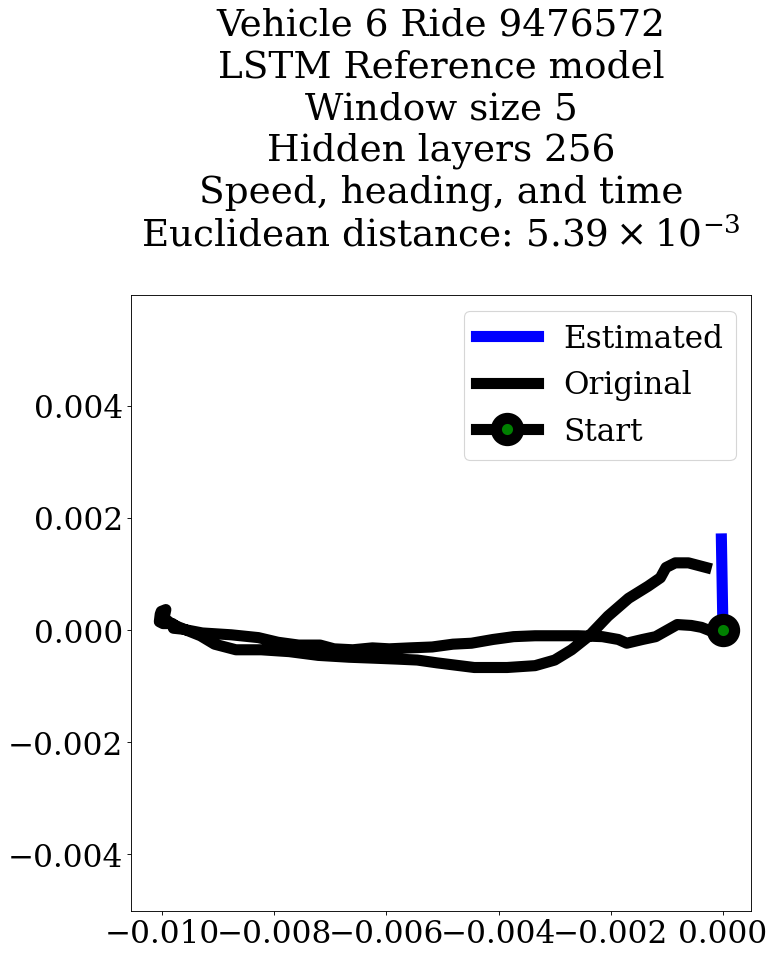 Vehicle 6 Ride 9476572
LSTM Reference model
Window size 5
Hidden layers 256
Speed, heading, and time
Euclidean distance: 5.39 × 10⁻³
Estimated
Original
Start
0.004
0.002
0.000
−0.002
−0.004
−0.010 −0.008 −0.006 −0.004 −0.002 0.000